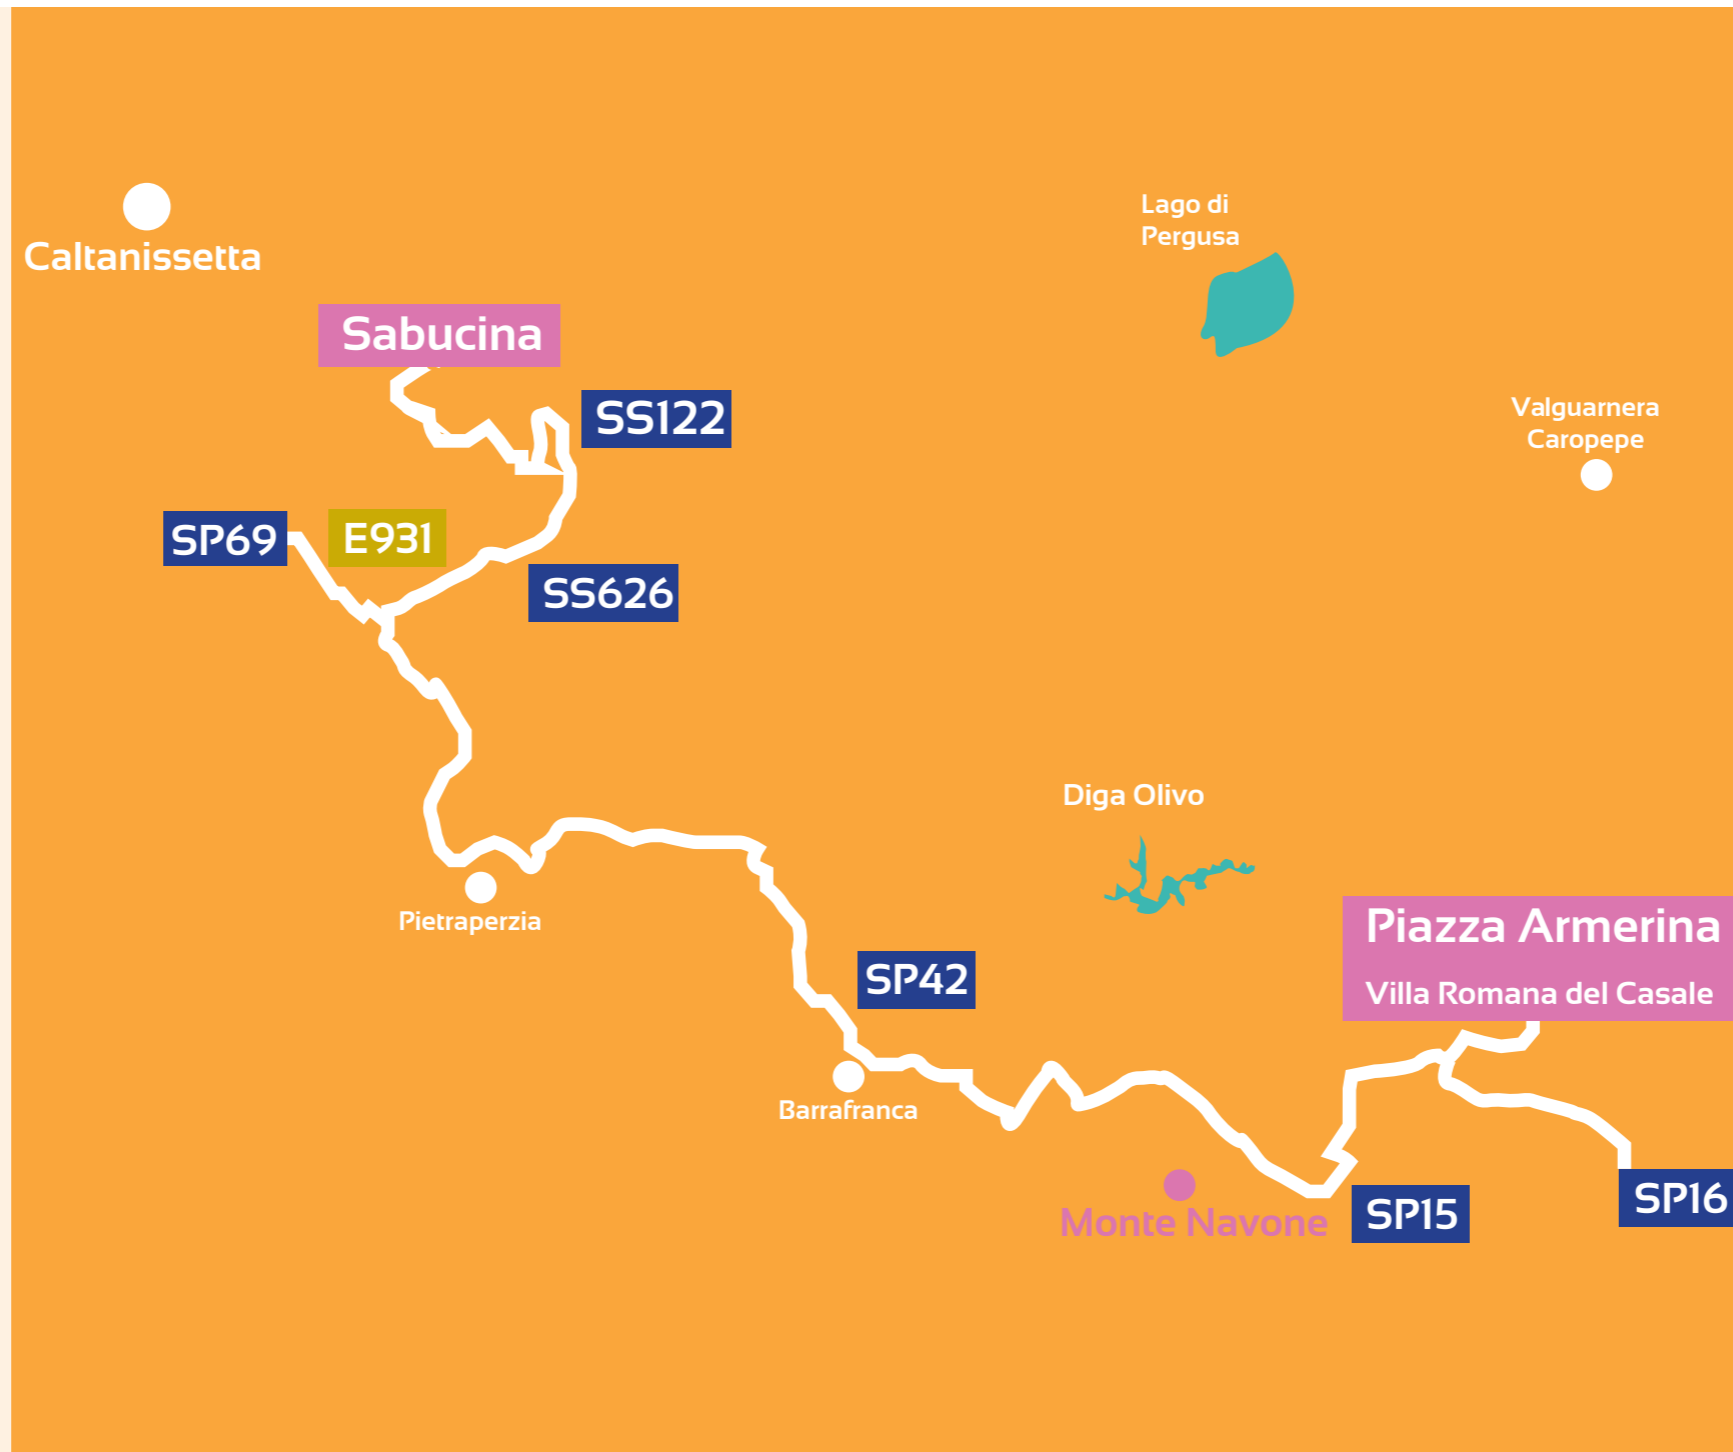 Lago di
Pergusa
Caltanissetta
Sabucina
SS122
Valguarnera
Caropepe
SP69
E931
SS626
Diga Olivo
Pietraperzia
Piazza Armerina
Villa Romana del Casale
SP42
Barrafranca
Monte Navone
SP15
SP16